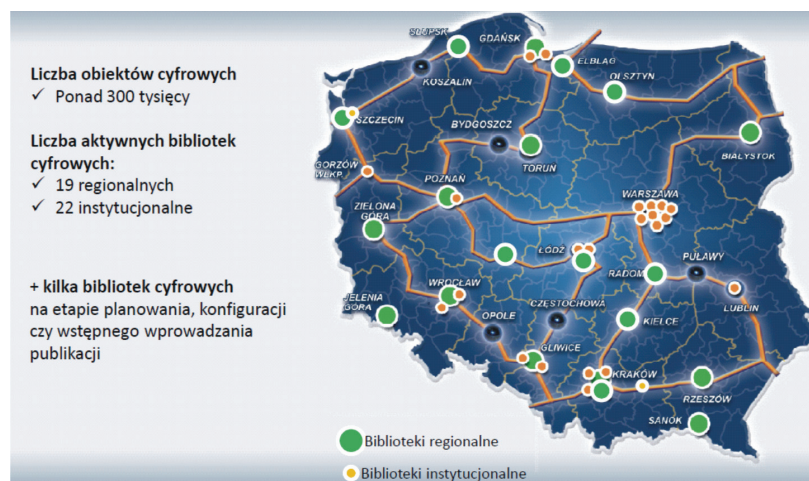 Liczba obiektów cyfrowych
✓ Ponad 300 tysięcy
Liczba aktywnych bibliotek
cyfrowych:
✓ 19 regionalnych
✓ 22 instytucjonalne
+ kilka bibliotek cyfrowych
na etapie planowania, konfiguracji
czy wstępnego wprowadzania
publikacji
SŁUPSK
GDAŃSK
ELBLĄG
KOSZALIN
OLSZTYN
SZCZECIN
BYDGOSZCZ
BIAŁYSTOK
TORUŃ
GORZÓW
WLKP.
POZNAŃ
WARSZAWA
ZIELONA
GÓRA
ŁÓDŹ
PUŁAWY
RADOM
WROCŁAW
LUBLIN
JELENIA
GÓRA
CZĘSTOCHOWA
OPOLE
KIELCE
GLIWICE
KRAKÓW
RZESZÓW
SANOK
Biblioteki regionalne
Biblioteki instytucjonalne